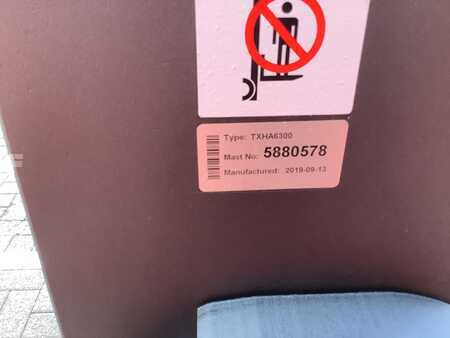 Type: TXHA6300
Mast No: 5880578
Manufactured: 2019-09-13